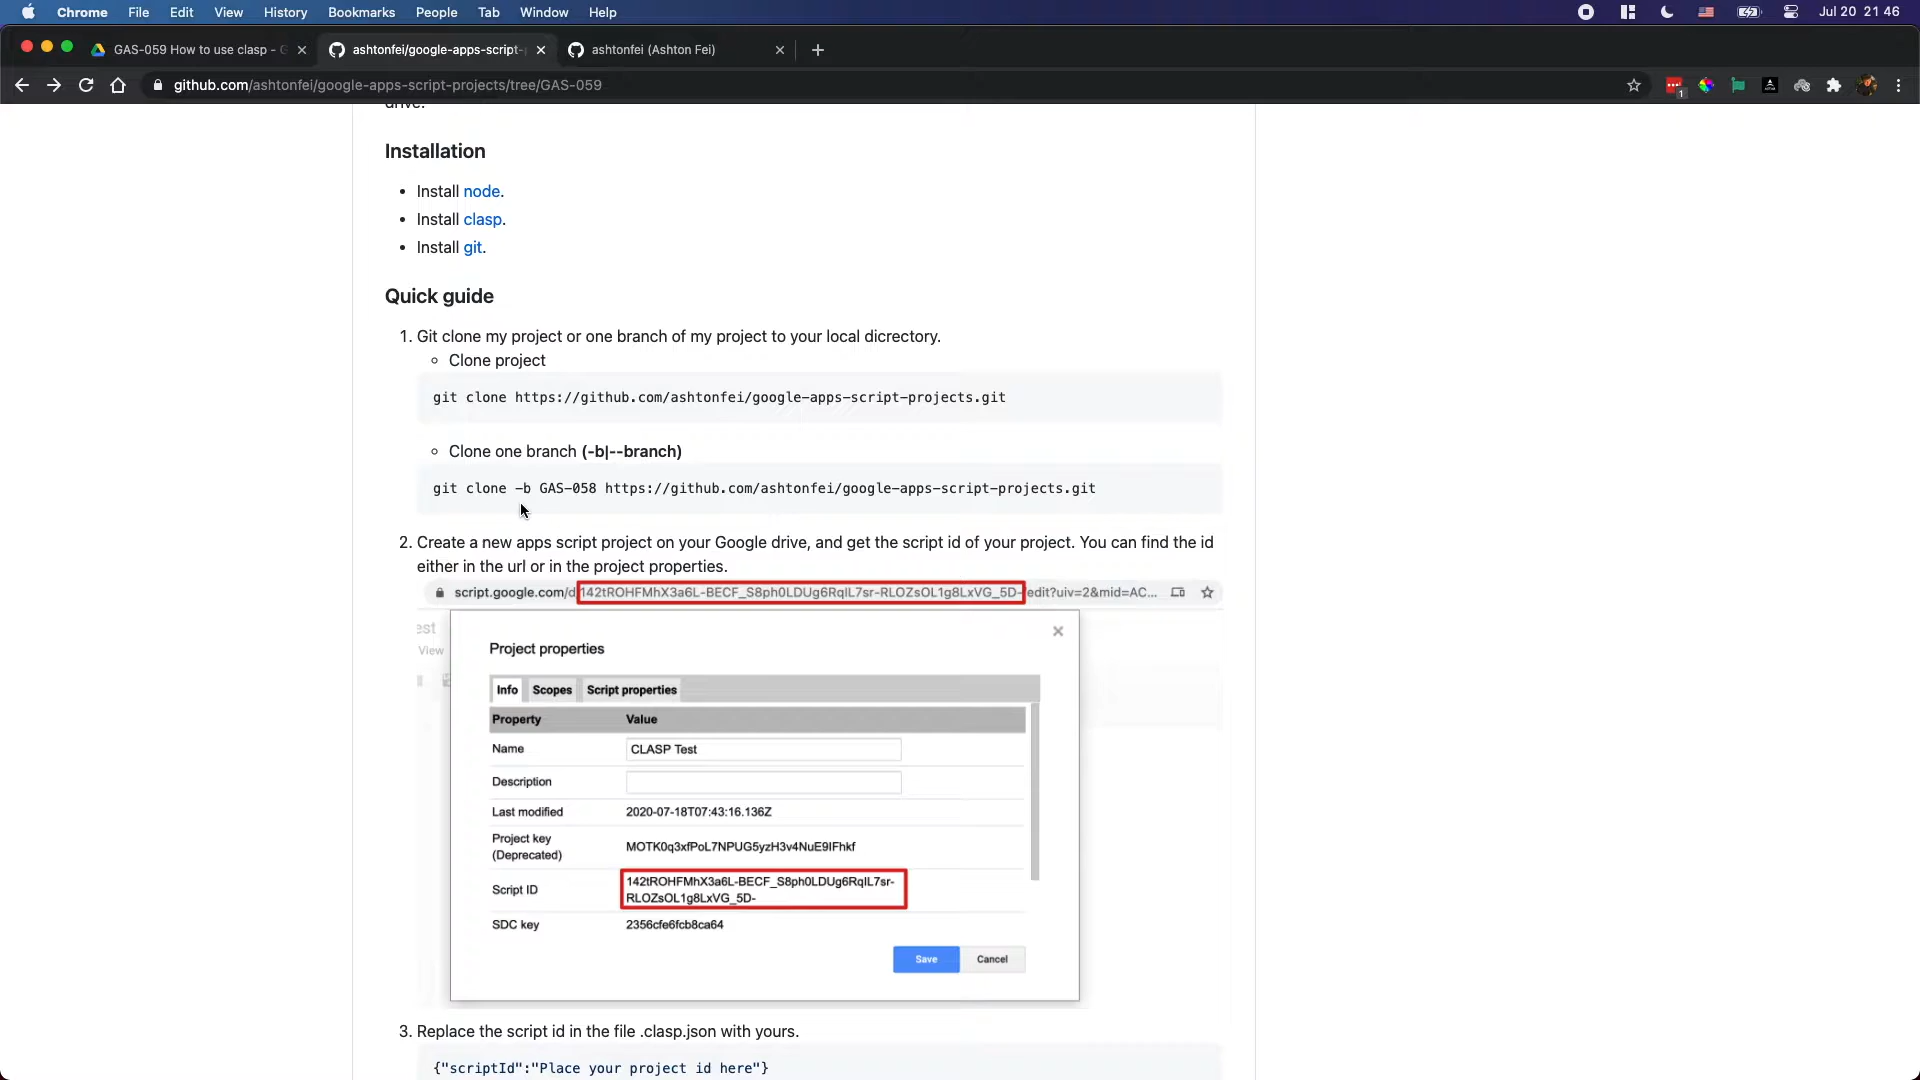 Chrome File Edit View History Bookmarks People Tab Window Help Jul 20 21 46
GAS-059 How to use clasp - G ashtonfei/google-apps-script- ashtonfei (Ashton Fei)
github.com/ashtonfei/google-apps-script-projects/tree/GAS-059 1
drive.
Installation
• Install node.
• Install clasp.
• Install git.
Quick guide
1. Git clone my project or one branch of my project to your local dicrectory.
Clone project
git clone https://github.com/ashtonfei/google-apps-script-projects.git
Clone one branch (-b|--branch)
git clone -b GAS-058 https://github.com/ashtonfei/google-apps-script-projects.git
2. Create a new apps script project on your Google drive, and get the script id of your project. You can find the id
either in the url or in the project properties.
script.google.com/d/142tROHFMhX3a6L-BECF_S8ph0LDUg6RqIL7sr-RLOZsOL1g8LxVG_5D-/edit?uiv=2&mid=AC...
est
View
Project properties
Info Scopes Script properties
Property Value
Name CLASP Test
Description
Last modified 2020-07-18T07:43:16.136Z
Project key
(Deprecated) MOTK0q3xfPoL7NPUG5yzH3v4NuE9IFhkf
Script ID 142tROHFMhX3a6L-BECF_S8ph0LDUg6RqIL7sr-
RLOZsOL1g8LxVG_5D-
SDC key 2356cfe6fcb8ca64
Save Cancel
3. Replace the script id in the file .clasp.json with yours.
{"scriptId":"Place your project id here"}